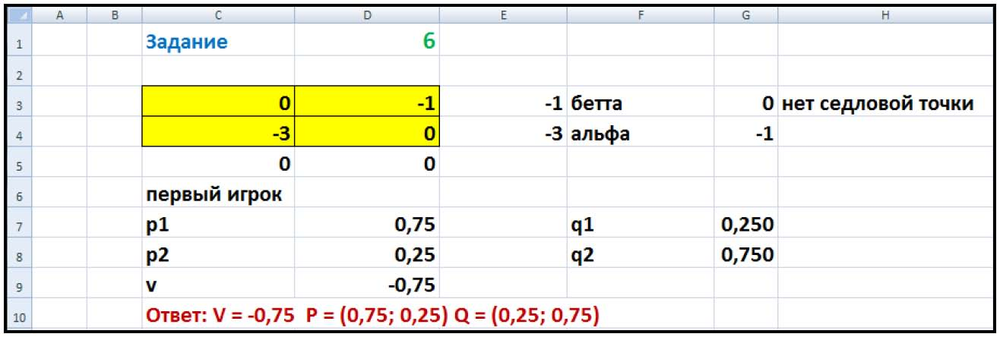 A B C D E F G H
1 Задание 6
2
3 0 -1 -1 бетта 0 нет седловой точки
4 -3 0 -3 альфа -1
5 0 0
6 первый игрок
7 p1 0,75 q1 0,250
8 p2 0,25 q2 0,750
9 v -0,75
10 Ответ: V = -0,75 P = (0,75; 0,25) Q = (0,25; 0,75)